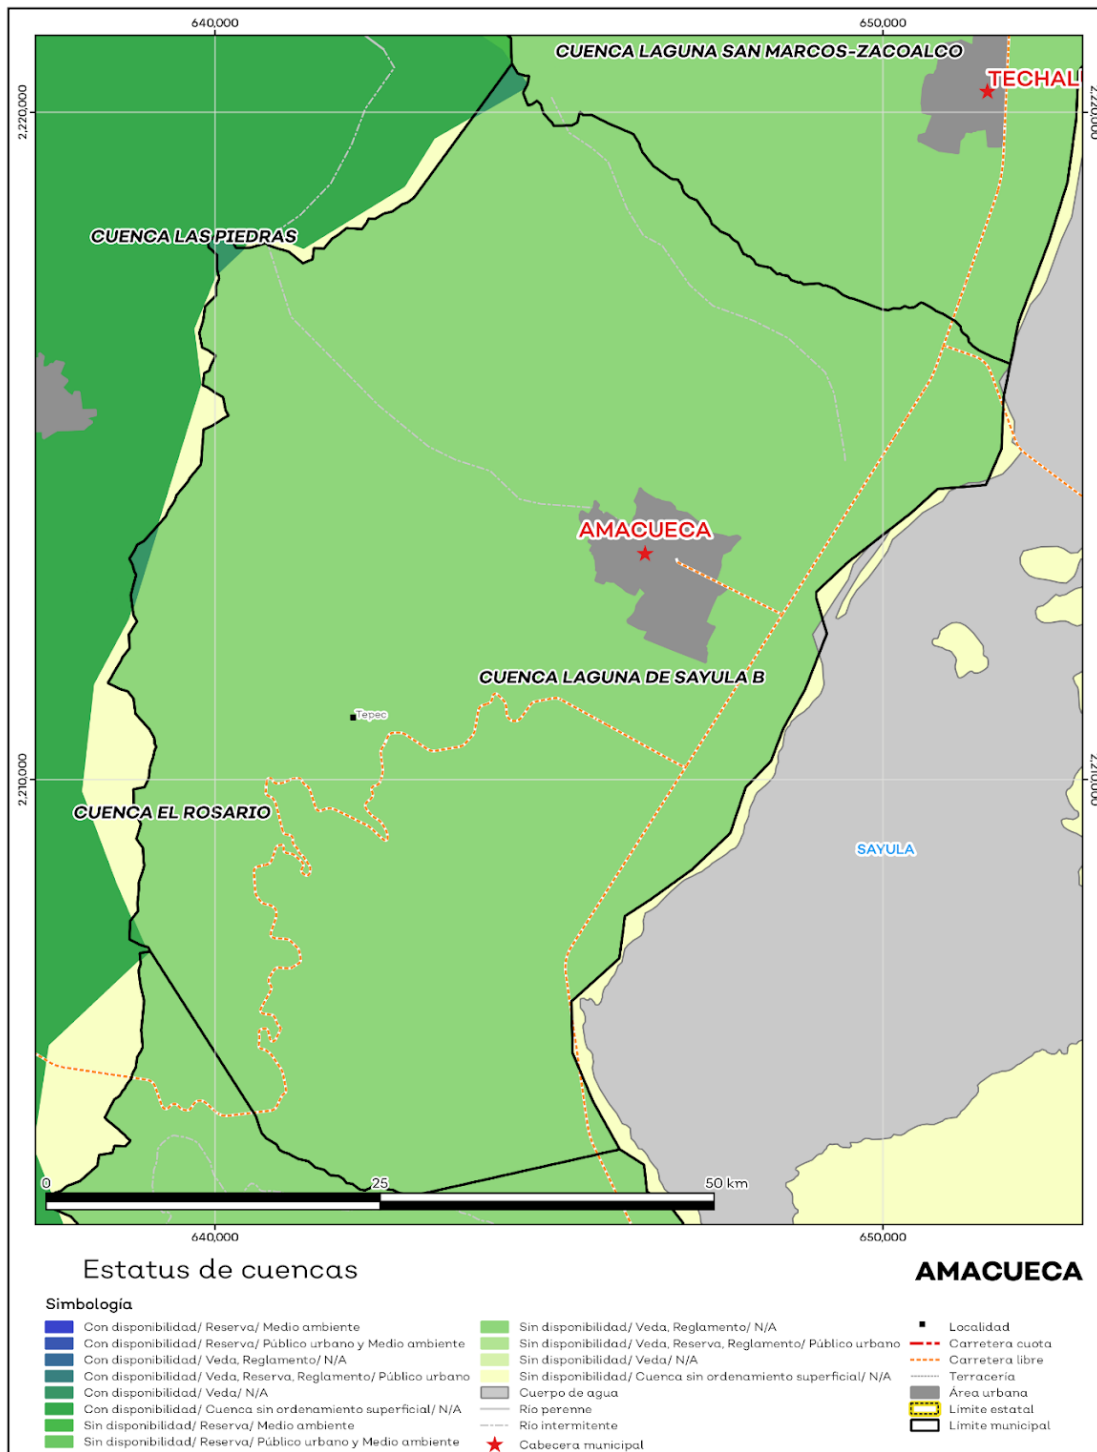 640,000
650,000
CUENCA LAGUNA SAN MARCOS-ZACOALCO
TECHAL
2,220,000
2,220,000
CUENCA LAS PIEDRAS
AMACUECA
CUENCA LAGUNA DE SAYULA B
Tepec
2,210,000
2,210,000
CUENCA EL ROSARIO
SAYULA
0
25
50 km
640,000
650,000
Estatus de cuencas
AMACUECA
Simbología
Con disponibilidad/ Reserva/ Medio ambiente
Con disponibilidad/ Reserva/ Público urbano y Medio ambiente
Con disponibilidad/ Veda, Reglamento/ N/A
Con disponibilidad/ Veda, Reserva, Reglamento/ Público urbano
Con disponibilidad/ Veda/ N/A
Con disponibilidad/ Cuenca sin ordenamiento superficial/ N/A
Sin disponibilidad/ Reserva/ Medio ambiente
Sin disponibilidad/ Reserva/ Público urbano y Medio ambiente
Sin disponibilidad/ Veda, Reglamento/ N/A
Sin disponibilidad/ Veda, Reserva, Reglamento/ Público urbano
Sin disponibilidad/ Veda/ N/A
Sin disponibilidad/ Cuenca sin ordenamiento superficial/ N/A
Cuerpo de agua
Río perenne
Río intermitente
Cabecera municipal
Localidad
Carretera cuota
Carretera libre
Terracería
Área urbana
Límite estatal
Límite municipal